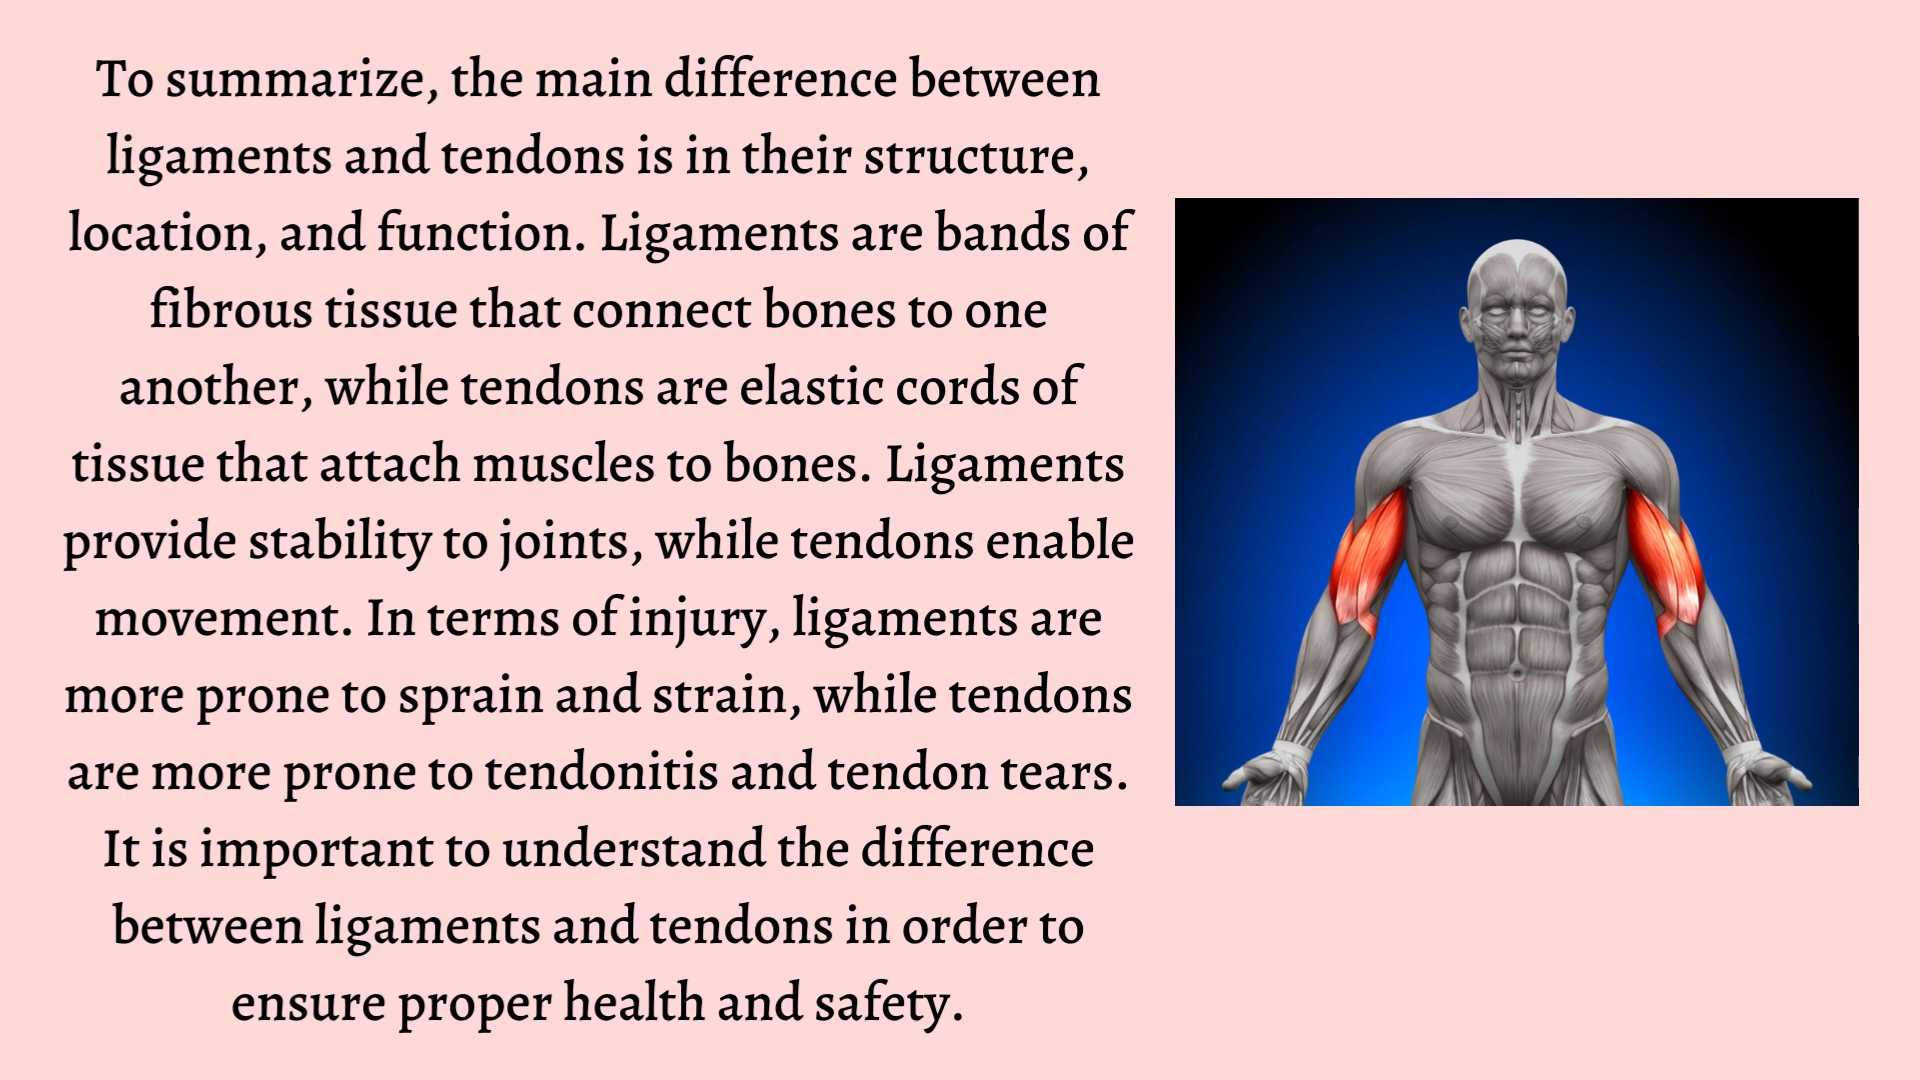 To summarize, the main difference between
ligaments and tendons is in their structure,
location, and function. Ligaments are bands of
fibrous tissue that connect bones to one
another, while tendons are elastic cords of
tissue that attach muscles to bones. Ligaments
provide stability to joints, while tendons enable
movement. In terms of injury, ligaments are
more prone to sprain and strain, while tendons
are more prone to tendonitis and tendon tears.
It is important to understand the difference
between ligaments and tendons in order to
ensure proper health and safety.